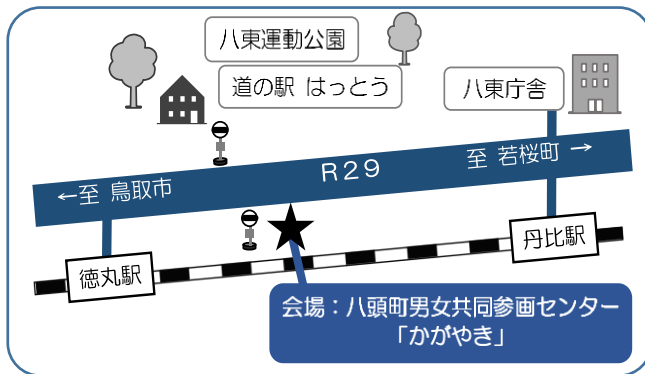 八東運動公園
道の駅 はっとう
八東庁舎
至 若桜町 →
R29
←至 鳥取市
丹比駅
徳丸駅
会場：八頭町男女共同参画センター
「かがやき」